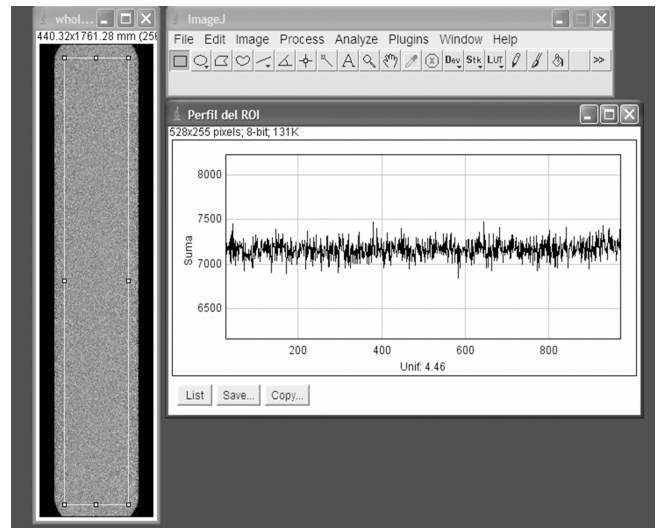 whol...
440.32x1761.28 mm (256
ImageJ
File Edit Image Process Analyze Plugins Window Help
A Dev Stk LUT >>
Perfil del ROI
528x255 pixels; 8-bit; 131K
8000
7500
7000
6500
Suma
200 400 600 800
Unif: 4.46
List Save... Copy...